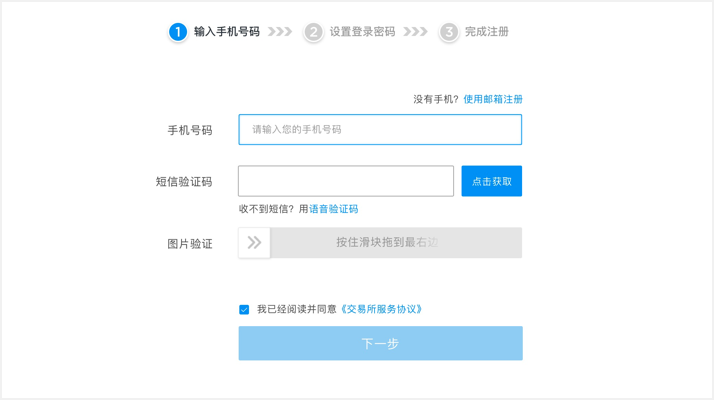 1 输入手机号码 2 设置登录密码 3 完成注册
没有手机？使用邮箱注册
手机号码 请输入您的手机号码
短信验证码 点击获取
收不到短信？用语音验证码
图片验证 按住滑块拖到最右边
我已经阅读并同意《交易所服务协议》
下一步